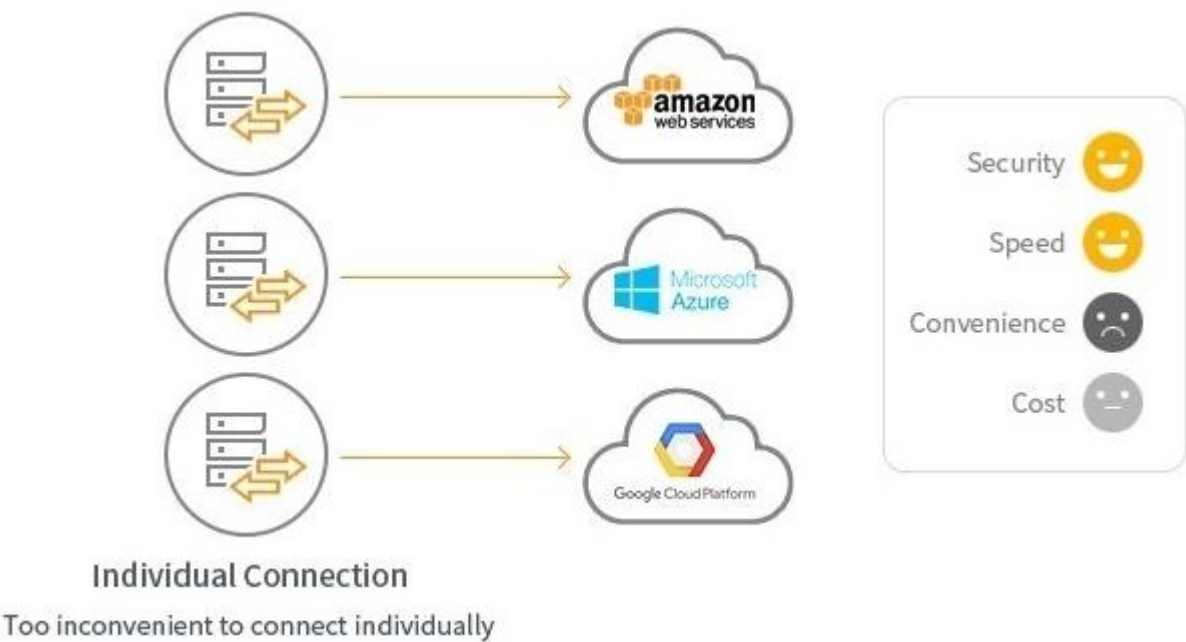 amazon
web services
Microsoft
Azure
Google Cloud Platform
Security
Speed
Convenience
Cost
Individual Connection
Too inconvenient to connect individually